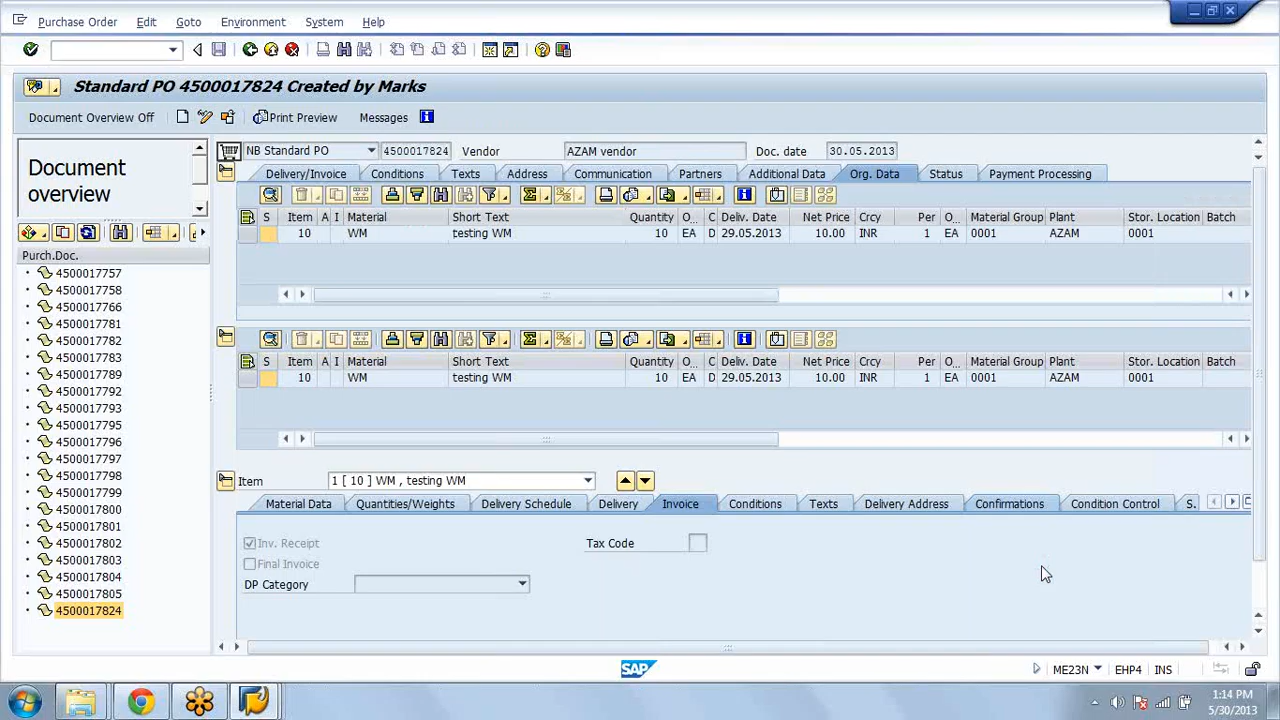 Purchase Order Edit Goto Environment System Help
Standard PO 4500017824 Created by Marks
Document Overview Off Print Preview Messages
Document overview
Purch.Doc.
4500017757
4500017758
4500017766
4500017781
4500017782
4500017783
4500017789
4500017792
4500017793
4500017795
4500017796
4500017797
4500017798
4500017799
4500017800
4500017801
4500017802
4500017803
4500017804
4500017805
4500017824
NB Standard PO 4500017824 Vendor AZAM vendor Doc. date 30.05.2013
Delivery/Invoice Conditions Texts Address Communication Partners Additional Data Org. Data Status Payment Processing
S Item A I Material Short Text Quantity O... C Deliv. Date Net Price Crcy Per O... Material Group Plant Stor. Location Batch
10 WM testing WM 10 EA D 29.05.2013 10.00 INR 1 EA 0001 AZAM 0001
S Item A I Material Short Text Quantity O... C Deliv. Date Net Price Crcy Per O... Material Group Plant Stor. Location Batch
10 WM testing WM 10 EA D 29.05.2013 10.00 INR 1 EA 0001 AZAM 0001
Item 1 [ 10 ] WM , testing WM
Material Data Quantities/Weights Delivery Schedule Delivery Invoice Conditions Texts Delivery Address Confirmations Condition Control S.
Inv. Receipt Tax Code
Final Invoice
DP Category
SAP ME23N EHP4 INS
1:14 PM
5/30/2013